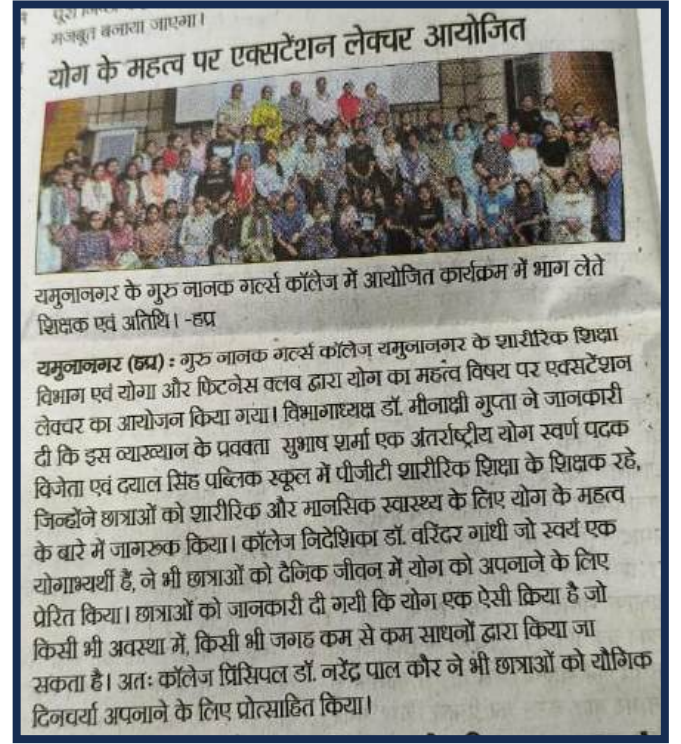 मजबूत बनाया जाएगा।
योग के महत्व पर एक्सटेंशन लेक्चर आयोजित
यमुनानगर के गुरु नानक गर्ल्स कॉलेज में आयोजित कार्यक्रम में भाग लेते
शिक्षक एवं अतिथि। -हप्र
यमुनानगर (हप्र) : गुरु नानक गर्ल्स कॉलेज यमुनानगर के शारीरिक शिक्षा
विभाग एवं योगा और फिटनेस क्लब द्वारा योग का महत्व विषय पर एक्सटेंशन
लेक्चर का आयोजन किया गया। विभागाध्यक्ष डॉ. मीनाक्षी गुप्ता ने जानकारी
दी कि इस व्याख्यान के प्रवक्ता सुभाष शर्मा एक अंतर्राष्ट्रीय योग स्वर्ण पदक
विजेता एवं दयाल सिंह पब्लिक स्कूल में पीजीटी शारीरिक शिक्षा के शिक्षक रहे,
जिन्होंने छात्राओं को शारीरिक और मानसिक स्वास्थ्य के लिए योग के महत्व
के बारे में जागरूक किया। कॉलेज निदेशिका डॉ. वरिंदर गांधी जो स्वयं एक
योगाभ्यर्थी हैं, ने भी छात्राओं को दैनिक जीवन में योग को अपनाने के लिए
प्रेरित किया। छात्राओं को जानकारी दी गयी कि योग एक ऐसी क्रिया है जो
किसी भी अवस्था में, किसी भी जगह कम से कम साधनों द्वारा किया जा
सकता है। अतः कॉलेज प्रिंसिपल डॉ. नरेंद्र पाल कौर ने भी छात्राओं को यौगिक
दिनचर्या अपनाने के लिए प्रोत्साहित किया।